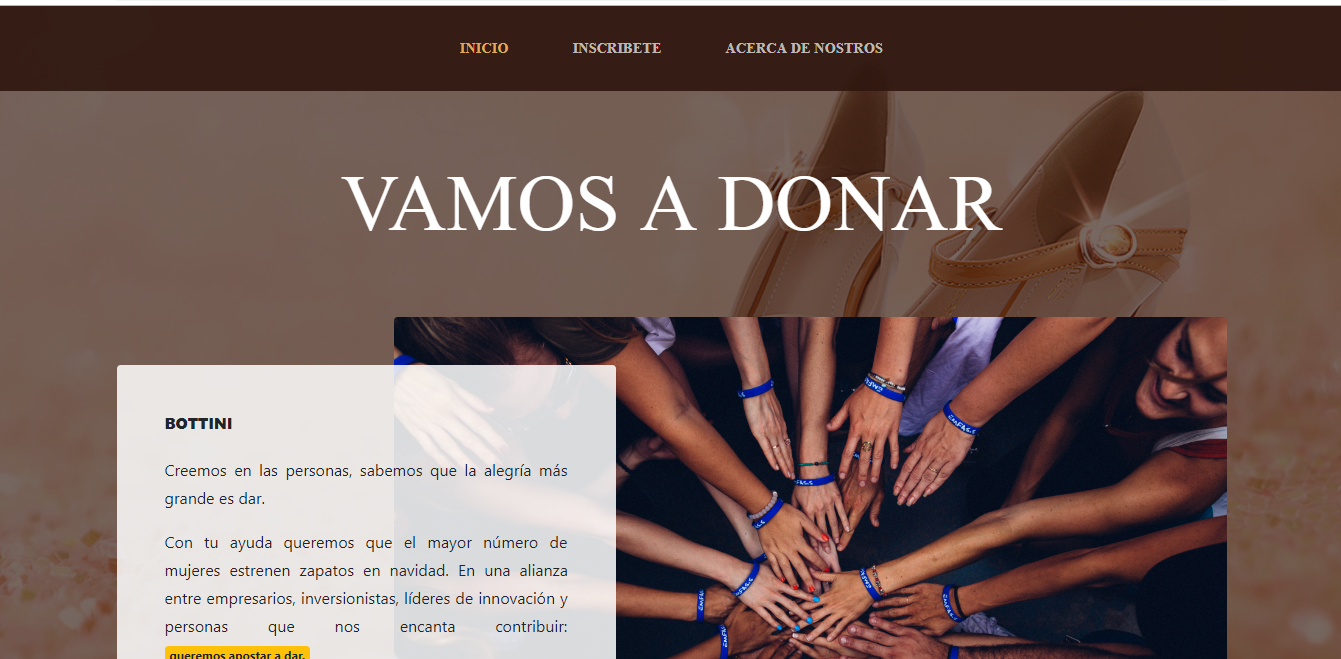 INICIO
INSCRIBETE
ACERCA DE NOSTROS
VAMOS A DONAR
BOTTINI
Creemos en las personas, sabemos que la alegría más
grande es dar.
Con tu ayuda queremos que el mayor número de
mujeres estrenen zapatos en navidad. En una alianza
entre empresarios, inversionistas, líderes de innovación y
personas que nos encanta contribuir:
queremos apostar a dar.